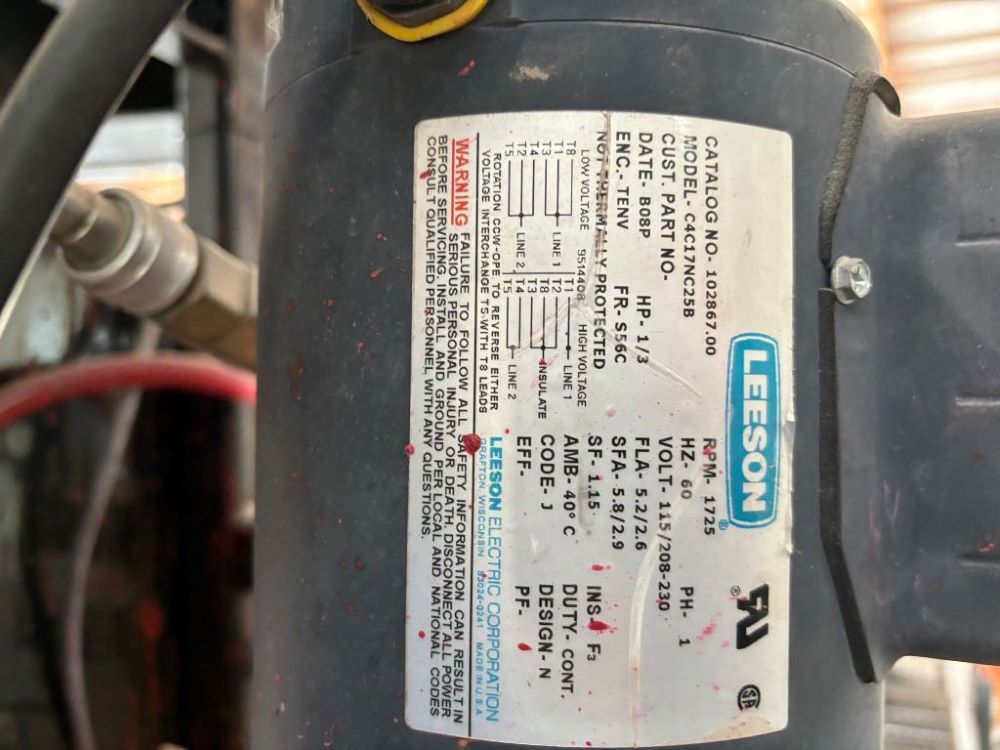 LEESON®
CATALOG NO- 102867.00
MODEL- C4C17NC25B
CUST. PART NO-
DATE- B08P HP- 1/3
ENC.- TENV FR- S56C
NOT THERMALLY PROTECTED
RPM- 1725
HZ- 60 PH- 1
VOLT- 115/208-230
FLA- 5.2/2.6
SFA- 5.8/2.9
SF- 1.15 INS- F3
AMB- 40° C DUTY- CONT.
CODE- J DESIGN- N
EFF- PF-
LOW VOLTAGE 9514408 HIGH VOLTAGE
T8
T1
T3
T4
T2
T5
LINE 1
LINE 2
T1
T2
T8
T3
T4
T5
LINE 1
INSULATE
LINE 2
ROTATION CCW-OPE TO REVERSE EITHER
VOLTAGE INTERCHANGE T5 WITH T8 LEADS
LEESON ELECTRIC CORPORATION
GRAFTON, WISCONSIN 53024-0241 MADE IN U.S.A.
WARNING FAILURE TO FOLLOW ALL SAFETY INFORMATION CAN RESULT IN
SERIOUS PERSONAL INJURY OR DEATH. DISCONNECT ALL POWER
BEFORE SERVICING. INSTALL AND GROUND PER LOCAL AND NATIONAL CODES
CONSULT QUALIFIED PERSONNEL WITH ANY QUESTIONS.